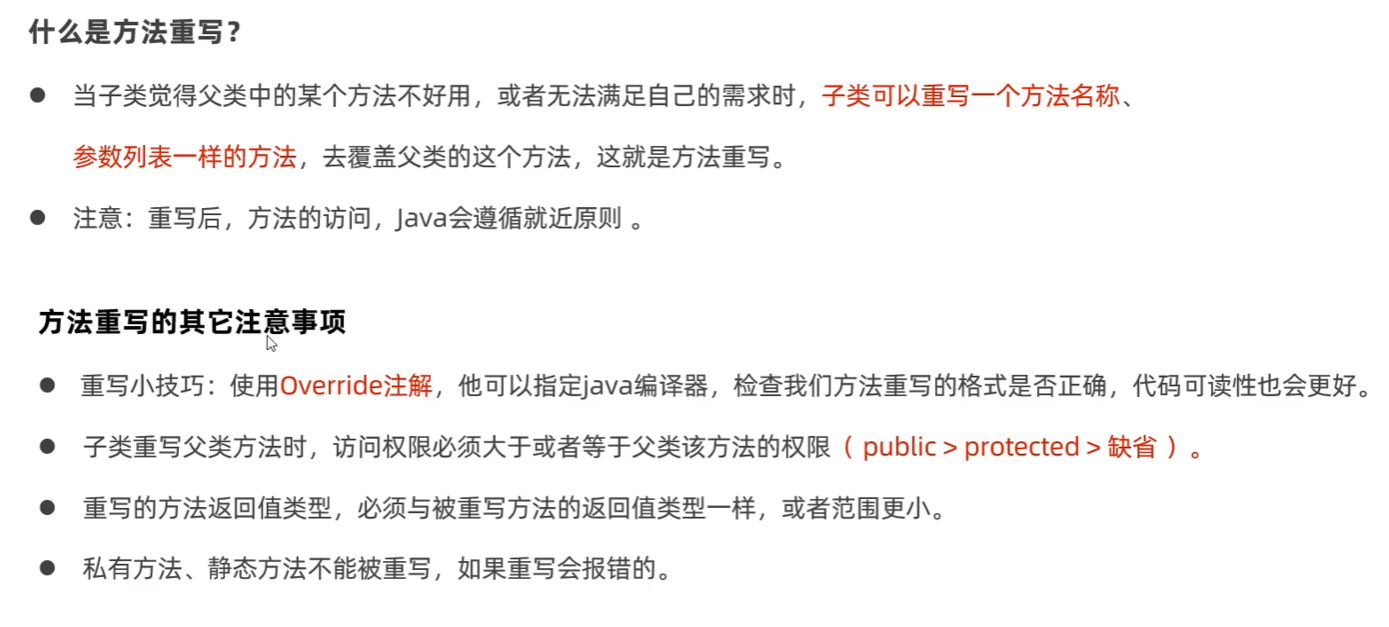 什么是方法重写？
● 当子类觉得父类中的某个方法不好用，或者无法满足自己的需求时，子类可以重写一个方法名称、
参数列表一样的方法，去覆盖父类的这个方法，这就是方法重写。
● 注意：重写后，方法的访问，Java会遵循就近原则 。
方法重写的其它注意事项
● 重写小技巧：使用Override注解，他可以指定java编译器，检查我们方法重写的格式是否正确，代码可读性也会更好。
● 子类重写父类方法时，访问权限必须大于或者等于父类该方法的权限（ public > protected > 缺省 ）。
● 重写的方法返回值类型，必须与被重写方法的返回值类型一样，或者范围更小。
● 私有方法、静态方法不能被重写，如果重写会报错的。